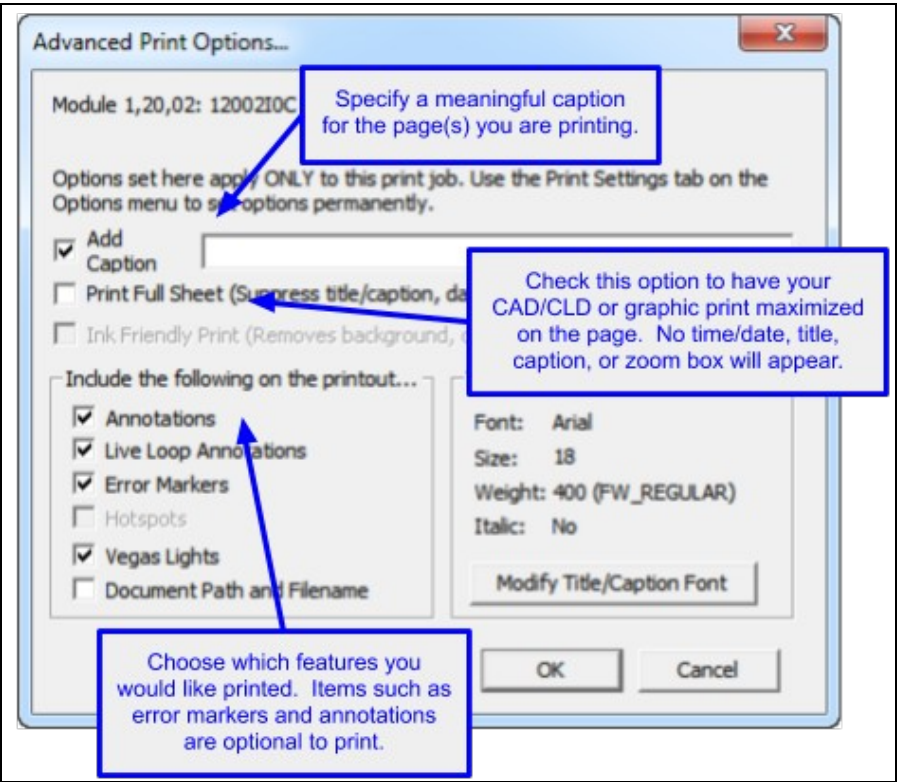 Advanced Print Options...
Module 1,20,02: 12002I0C
Specify a meaningful caption
for the page(s) you are printing.
Options set here apply ONLY to this print job. Use the Print Settings tab on the
Options menu to set options permanently.
Add
Caption
Print Full Sheet (Suppress title/caption, da
Ink Friendly Print (Removes background,
Check this option to have your
CAD/CLD or graphic print maximized
on the page. No time/date, title,
caption, or zoom box will appear.
Include the following on the printout...
Annotations
Live Loop Annotations
Error Markers
Hotspots
Vegas Lights
Document Path and Filename
Font: Arial
Size: 18
Weight: 400 (FW_REGULAR)
Italic: No
Modify Title/Caption Font
Choose which features you
would like printed. Items such as
error markers and annotations
are optional to print.
OK
Cancel